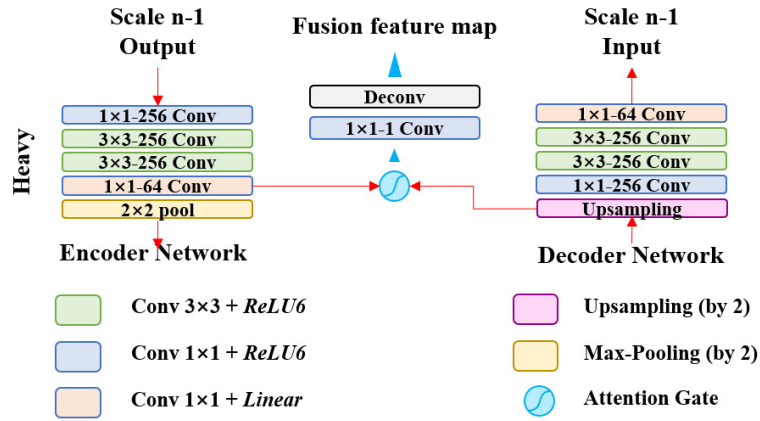 Scale n-1
Output
Fusion feature map
Scale n-1
Input
Heavy
1×1-256 Conv
3×3-256 Conv
3×3-256 Conv
1×1-64 Conv
2×2 pool
Encoder Network
Deconv
1×1-1 Conv
1×1-64 Conv
3×3-256 Conv
3×3-256 Conv
1×1-256 Conv
Upsampling
Decoder Network
Conv 3×3 + ReLU6
Conv 1×1 + ReLU6
Conv 1×1 + Linear
Upsampling (by 2)
Max-Pooling (by 2)
Attention Gate